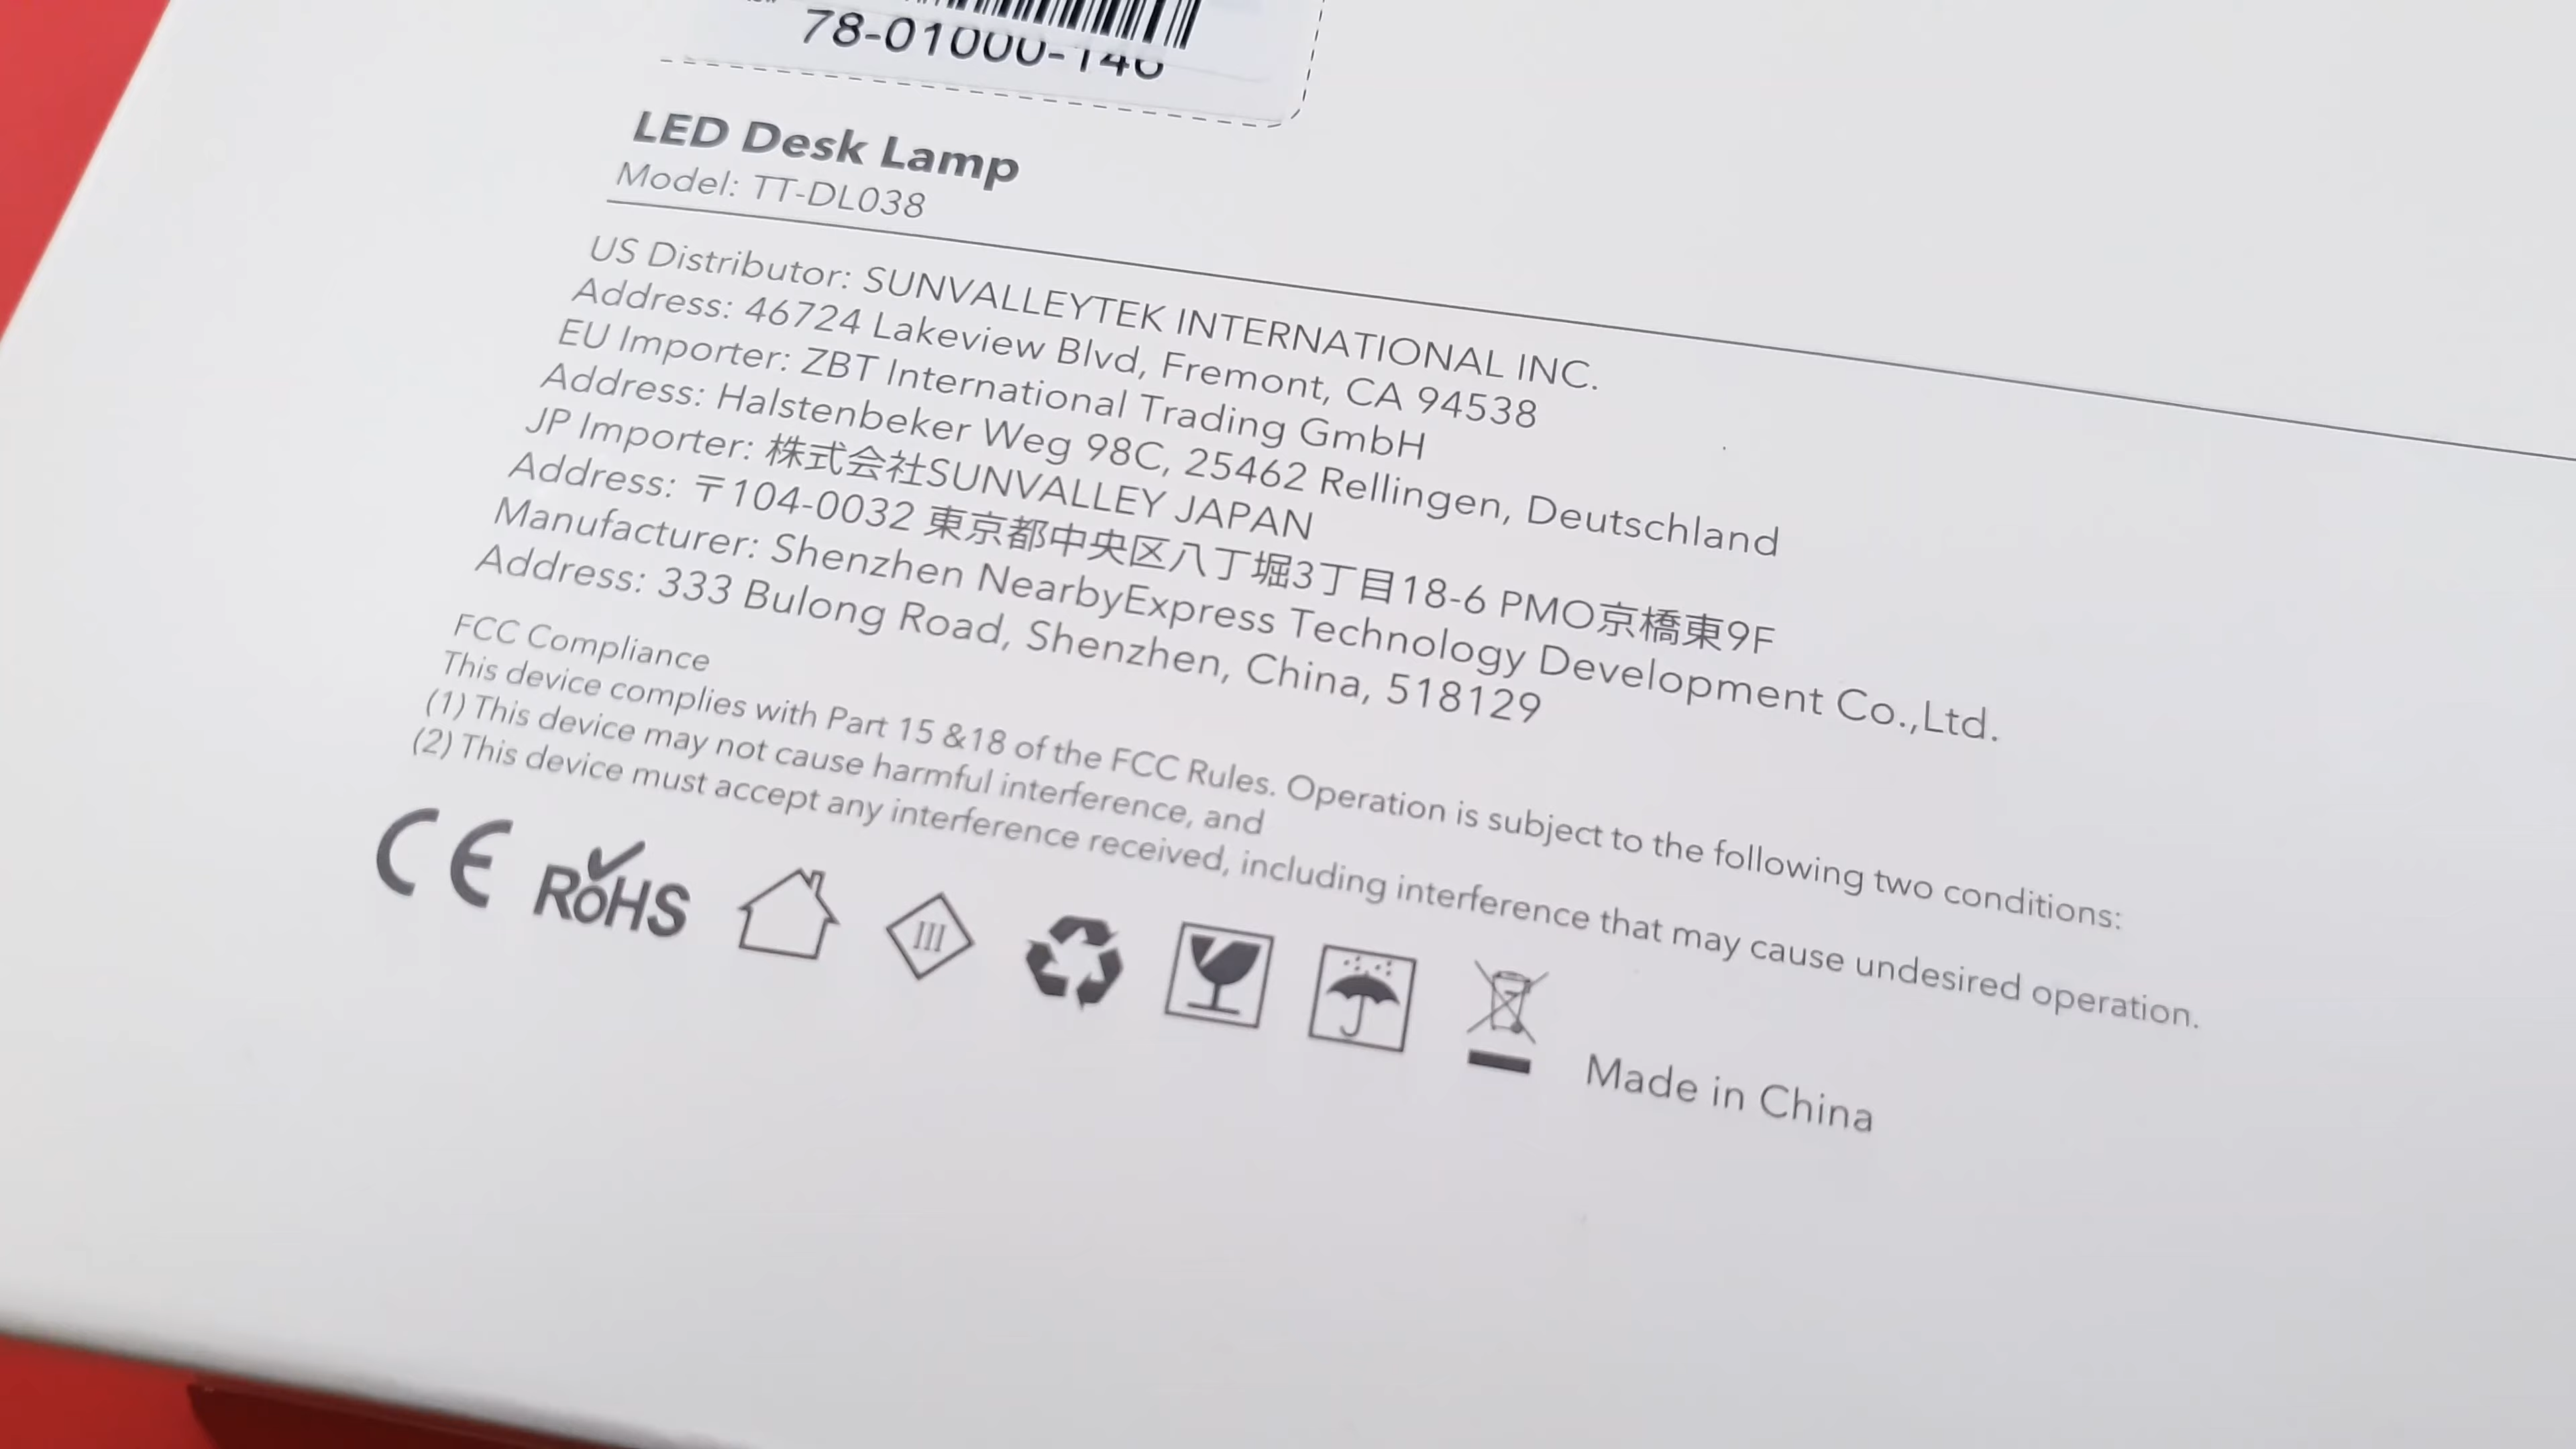 78-01000-146
LED Desk Lamp
Model: TT-DL038
US Distributor: SUNVALLEYTEK INTERNATIONAL INC.
Address: 46724 Lakeview Blvd, Fremont, CA 94538
EU Importer: ZBT International Trading GmbH
Address: Halstenbeker Weg 98C, 25462 Rellingen, Deutschland
JP Importer: 株式会社SUNVALLEY JAPAN
Address: 〒104-0032 東京都中央区八丁堀3丁目18-6 PMO京橋東9F
Manufacturer: Shenzhen NearbyExpress Technology Development Co.,Ltd.
Address: 333 Bulong Road, Shenzhen, China, 518129
FCC Compliance
This device complies with Part 15 &18 of the FCC Rules. Operation is subject to the following two conditions:
(1) This device may not cause harmful interference, and
(2) This device must accept any interference received, including interference that may cause undesired operation.
CE RoHS III
Made in China